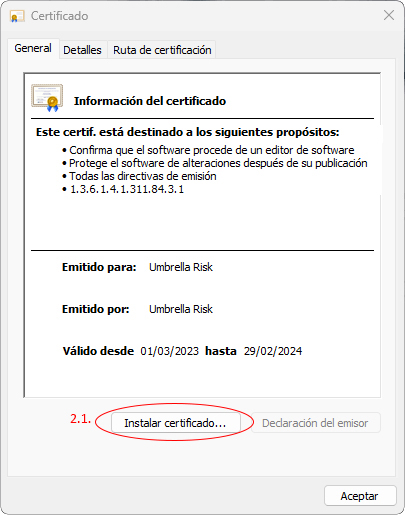 Certificado
General Detalles Ruta de certificación
Información del certificado
Este certif. está destinado a los siguientes propósitos:
• Confirma que el software procede de un editor de software
• Protege el software de alteraciones después de su publicación
• Todas las directivas de emisión
• 1.3.6.1.4.1.311.84.3.1
Emitido para: Umbrella Risk
Emitido por: Umbrella Risk
Válido desde 01/03/2023 hasta 29/02/2024
2.1. Instalar certificado... Declaración del emisor
Aceptar